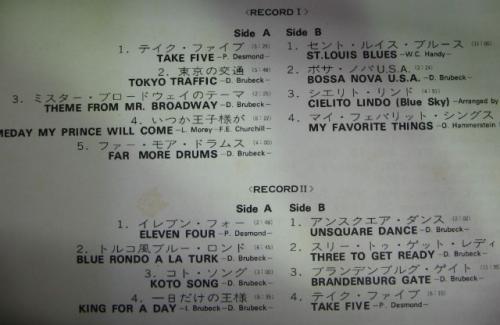 <RECORD I>
Side A
1. テイク・ファイブ (5:25)
TAKE FIVE -P. Desmond-
2. 東京の交通 (5:48)
TOKYO TRAFFIC -D. Brubeck-
3. ミスター・ブロードウェイのテーマ (2:25)
THEME FROM MR. BROADWAY -D. Brubeck-
4. いつか王子様が (8:22)
MEDAY MY PRINCE WILL COME -L. Morey -F.E. Churchill-
5. ファー・モア・ドラムス (4:00)
FAR MORE DRUMS -D. Brubeck-
Side B
1. セント・ルイス・ブルース
ST. LOUIS BLUES -W.C. Handy-
2. ボサ・ノバU.S.A.
BOSSA NOVA U.S.A. -D. Brubeck-
3. シエリト・リンド
CIELITO LINDO (Blue Sky) -Arranged by
4. マイ・フェバリット・シングス
MY FAVORITE THINGS -O. Hammerstein
<RECORD II>
Side A
1. イレブン・フォー
ELEVEN FOUR -P. Desmond-
2. トルコ風ブルー・ロンド
BLUE RONDO A LA TURK -D. Brubeck-
3. コト・ソング
KOTO SONG -D. Brubeck-
4. 一日だけの王様
KING FOR A DAY -I. Brubeck -D. Brubeck-
Side B
1. アンスクエア・ダンス
UNSQUARE DANCE -D. Brubeck-
2. スリー・トゥ・ゲット・レディ
THREE TO GET READY -D. Brubeck-
3. ブランデンブルグ・ゲイト
BRANDENBURG GATE -D. Brubeck-
4. テイク・ファイブ
TAKE FIVE -P. Desmond-